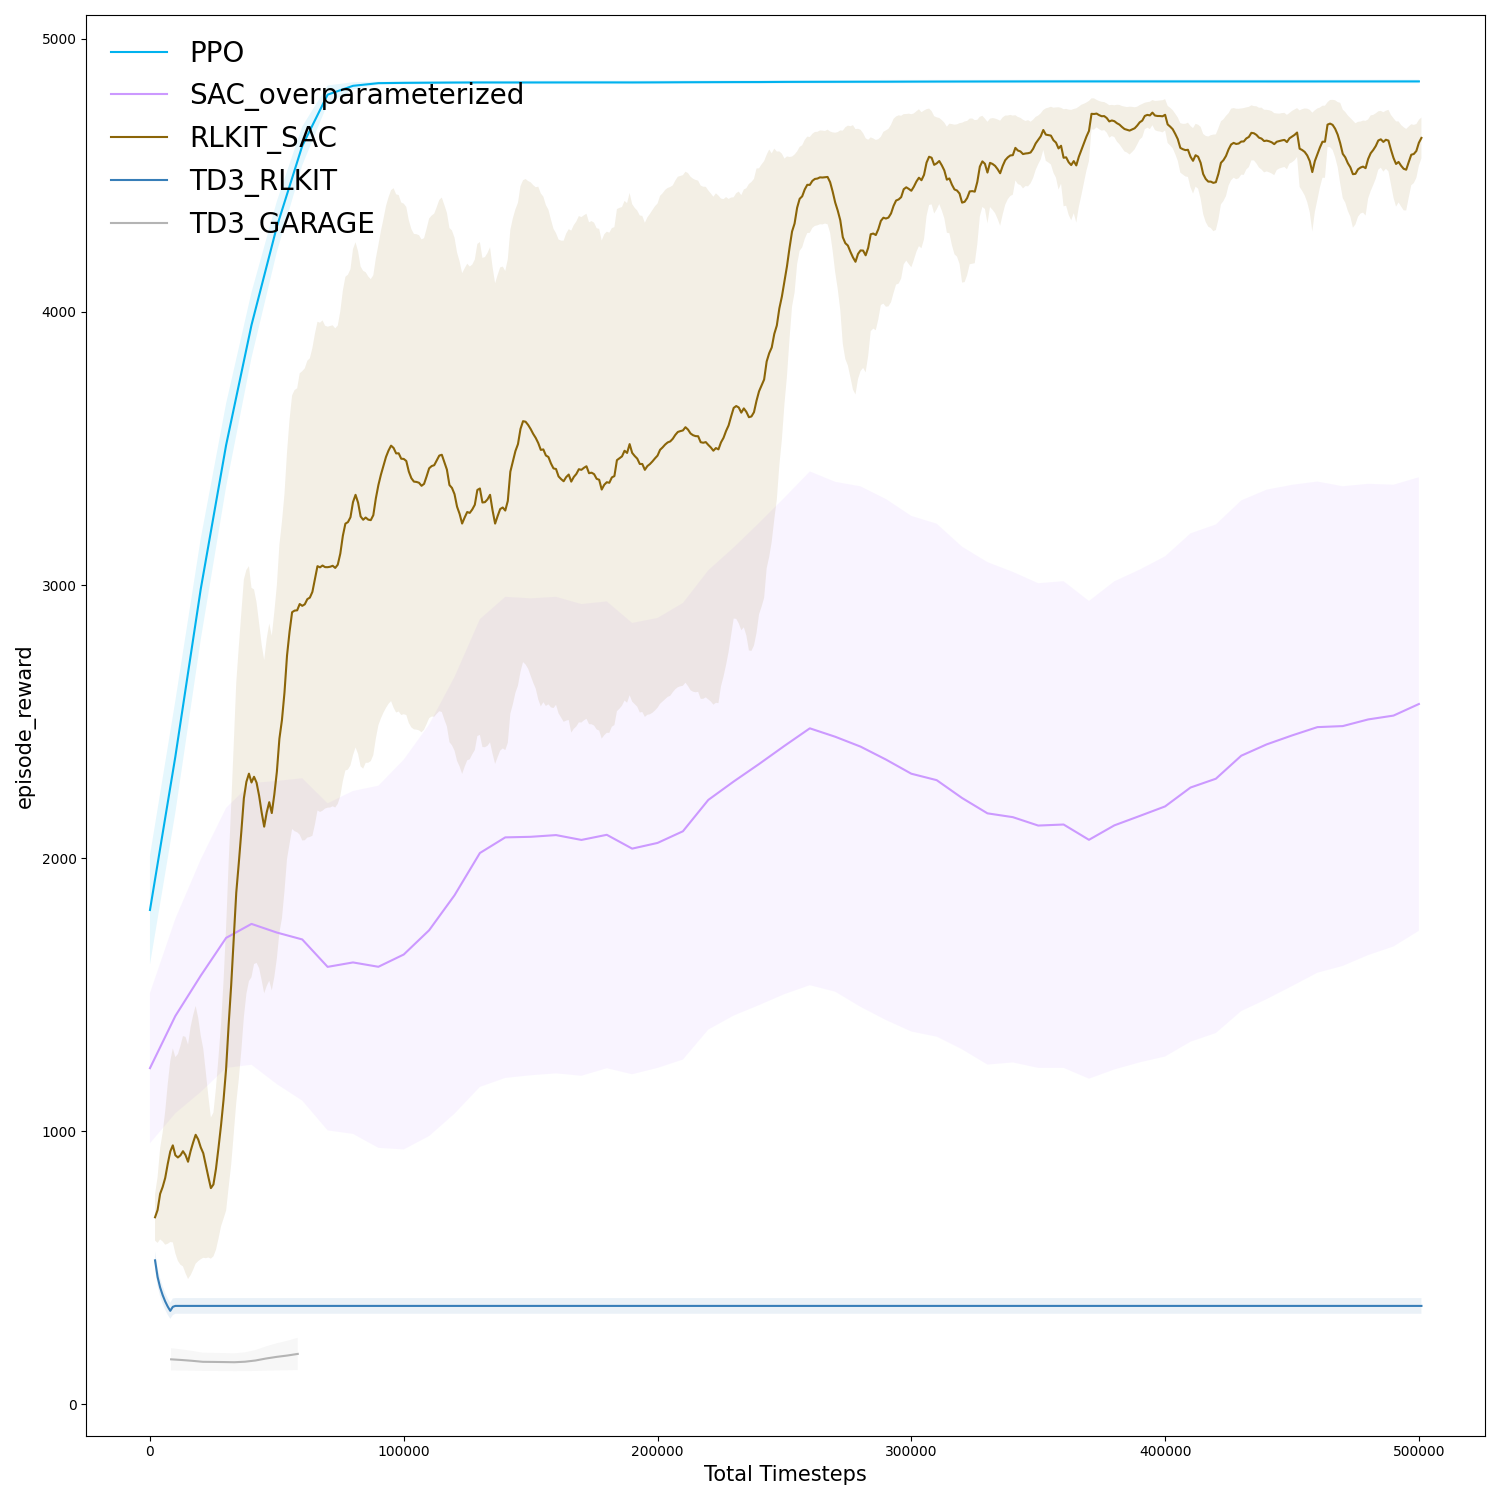 5000
4000
3000
2000
1000
0
episode_reward
PPO
SAC_overparameterized
RLKIT_SAC
TD3_RLKIT
TD3_GARAGE
0 100000 200000 300000 400000 500000
Total Timesteps